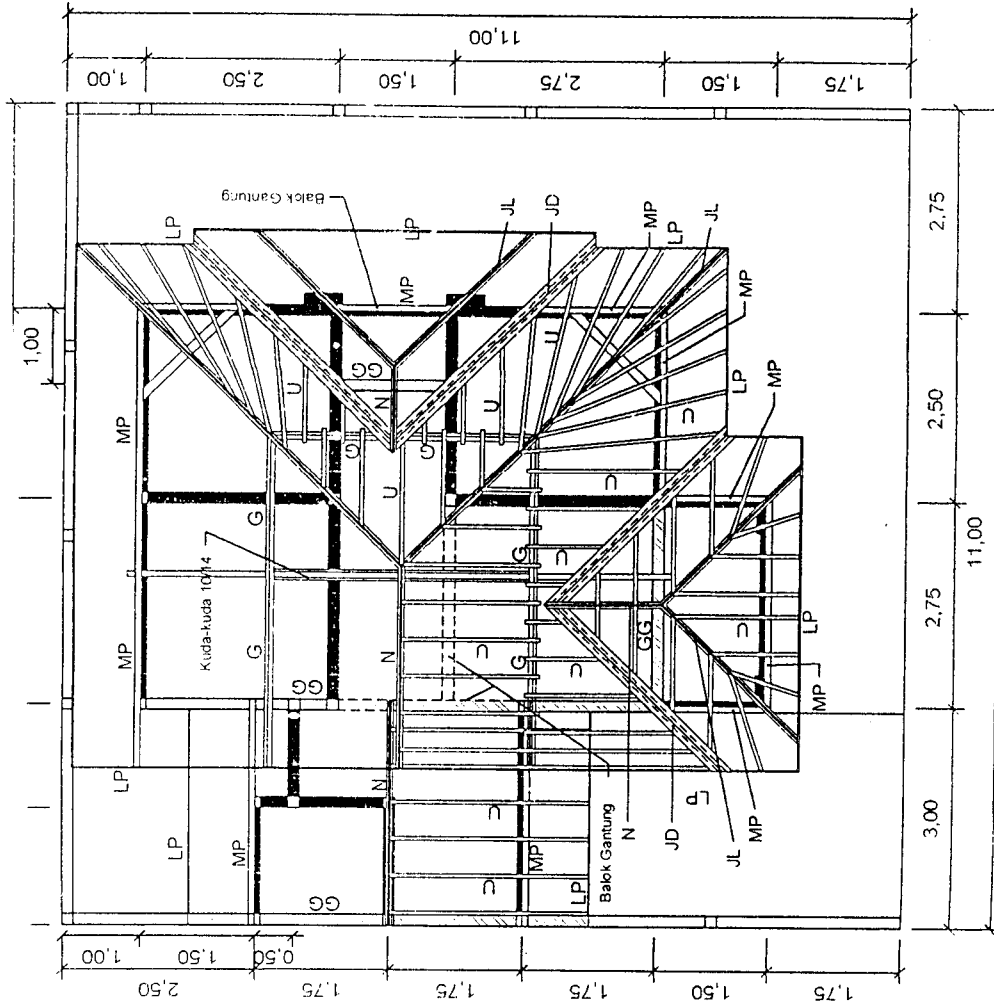 11,00
1,00
2,50
1,50
2,75
1,50
1,75
1,00
Balok Gantung
LP
LP
JL
JD
MP
LP
JL
MP
MP
MP
GG
N
U
U
U
G
G
U
MP
LP
MP
U
U
G
G
Kuda-kuda 10/14
MP
G
GG
N
U
G
U
U
GG
U
LP
MP
LP
LP
MP
N
GG
U
U
MP
LP
Balok Gantung
N
JD
LP
JL
MP
2,75
2,50
2,75
3,00
11,00
1,00
1,50
0,50
2,50
1,75
1,75
1,75
1,75